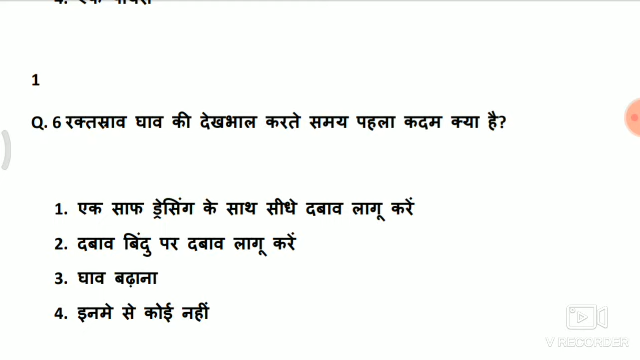 1
Q. 6 रक्तस्राव घाव की देखभाल करते समय पहला कदम क्या है?
1. एक साफ ड्रेसिंग के साथ सीधे दबाव लागू करें
2. दबाव बिंदु पर दबाव लागू करें
3. घाव बढ़ाना
4. इनमे से कोई नहीं
V RECORDER